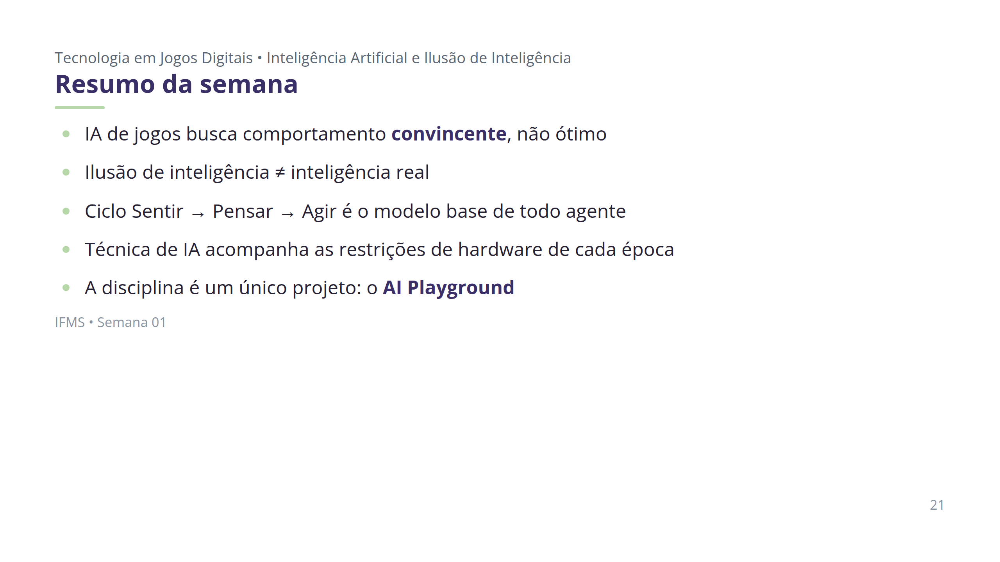 Tecnologia em Jogos Digitais • Inteligência Artificial e Ilusão de Inteligência
Resumo da semana
• IA de jogos busca comportamento convincente, não ótimo
• Ilusão de inteligência ≠ inteligência real
• Ciclo Sentir → Pensar → Agir é o modelo base de todo agente
• Técnica de IA acompanha as restrições de hardware de cada época
• A disciplina é um único projeto: o AI Playground
IFMS • Semana 01
21